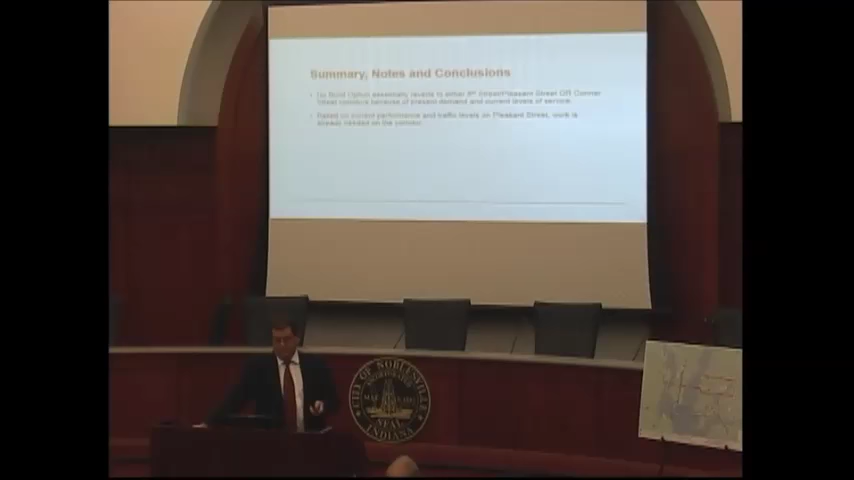 Summary, Notes and Conclusions
No Build Option essentially reverts to either 8th Street/Pleasant Street OR Conner
Street corridors because of present demand and current levels of service.
Based on current performance and traffic levels on Pleasant Street, work is
already needed on the corridor.
CITY OF NOBLESVILLE
INCORPORATED
SEAL
INDIANA